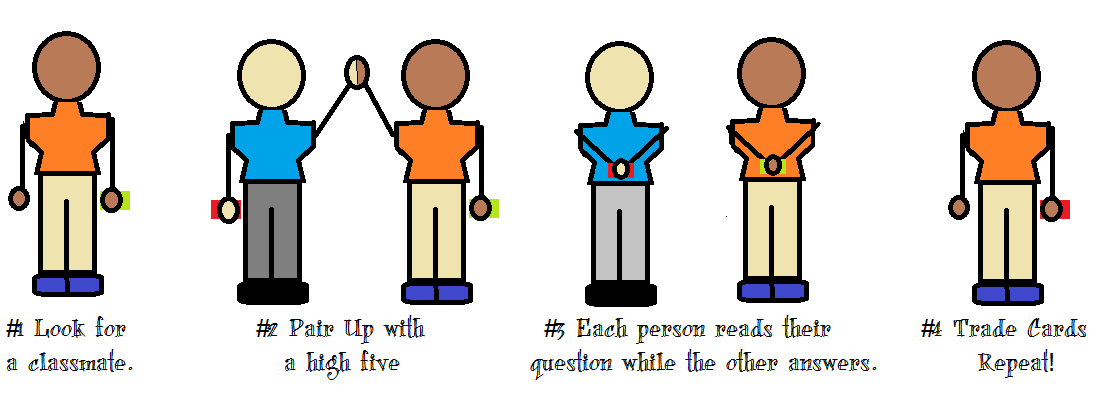 #1 Look for
a classmate.
#2 Pair Up with
a high five
#3 Each person reads their
question while the other answers.
#4 Trade Cards
Repeat!